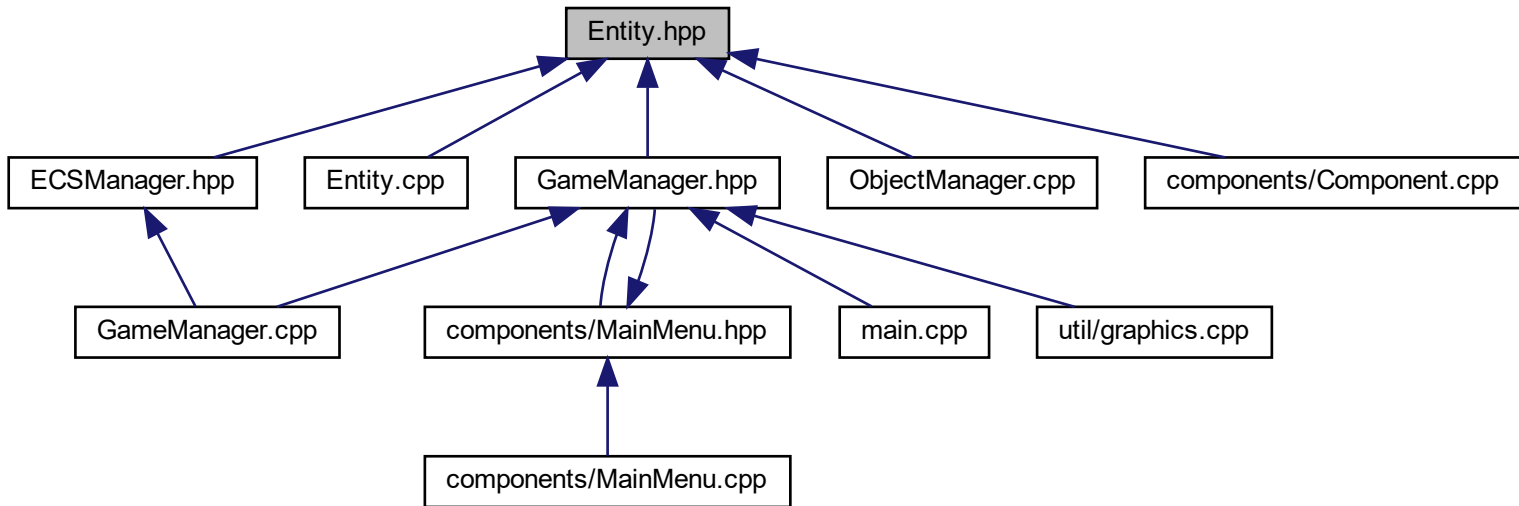 Entity.hpp
ECSManager.hpp
Entity.cpp
GameManager.hpp
ObjectManager.cpp
components/Component.cpp
GameManager.cpp
components/MainMenu.hpp
main.cpp
util/graphics.cpp
components/MainMenu.cpp